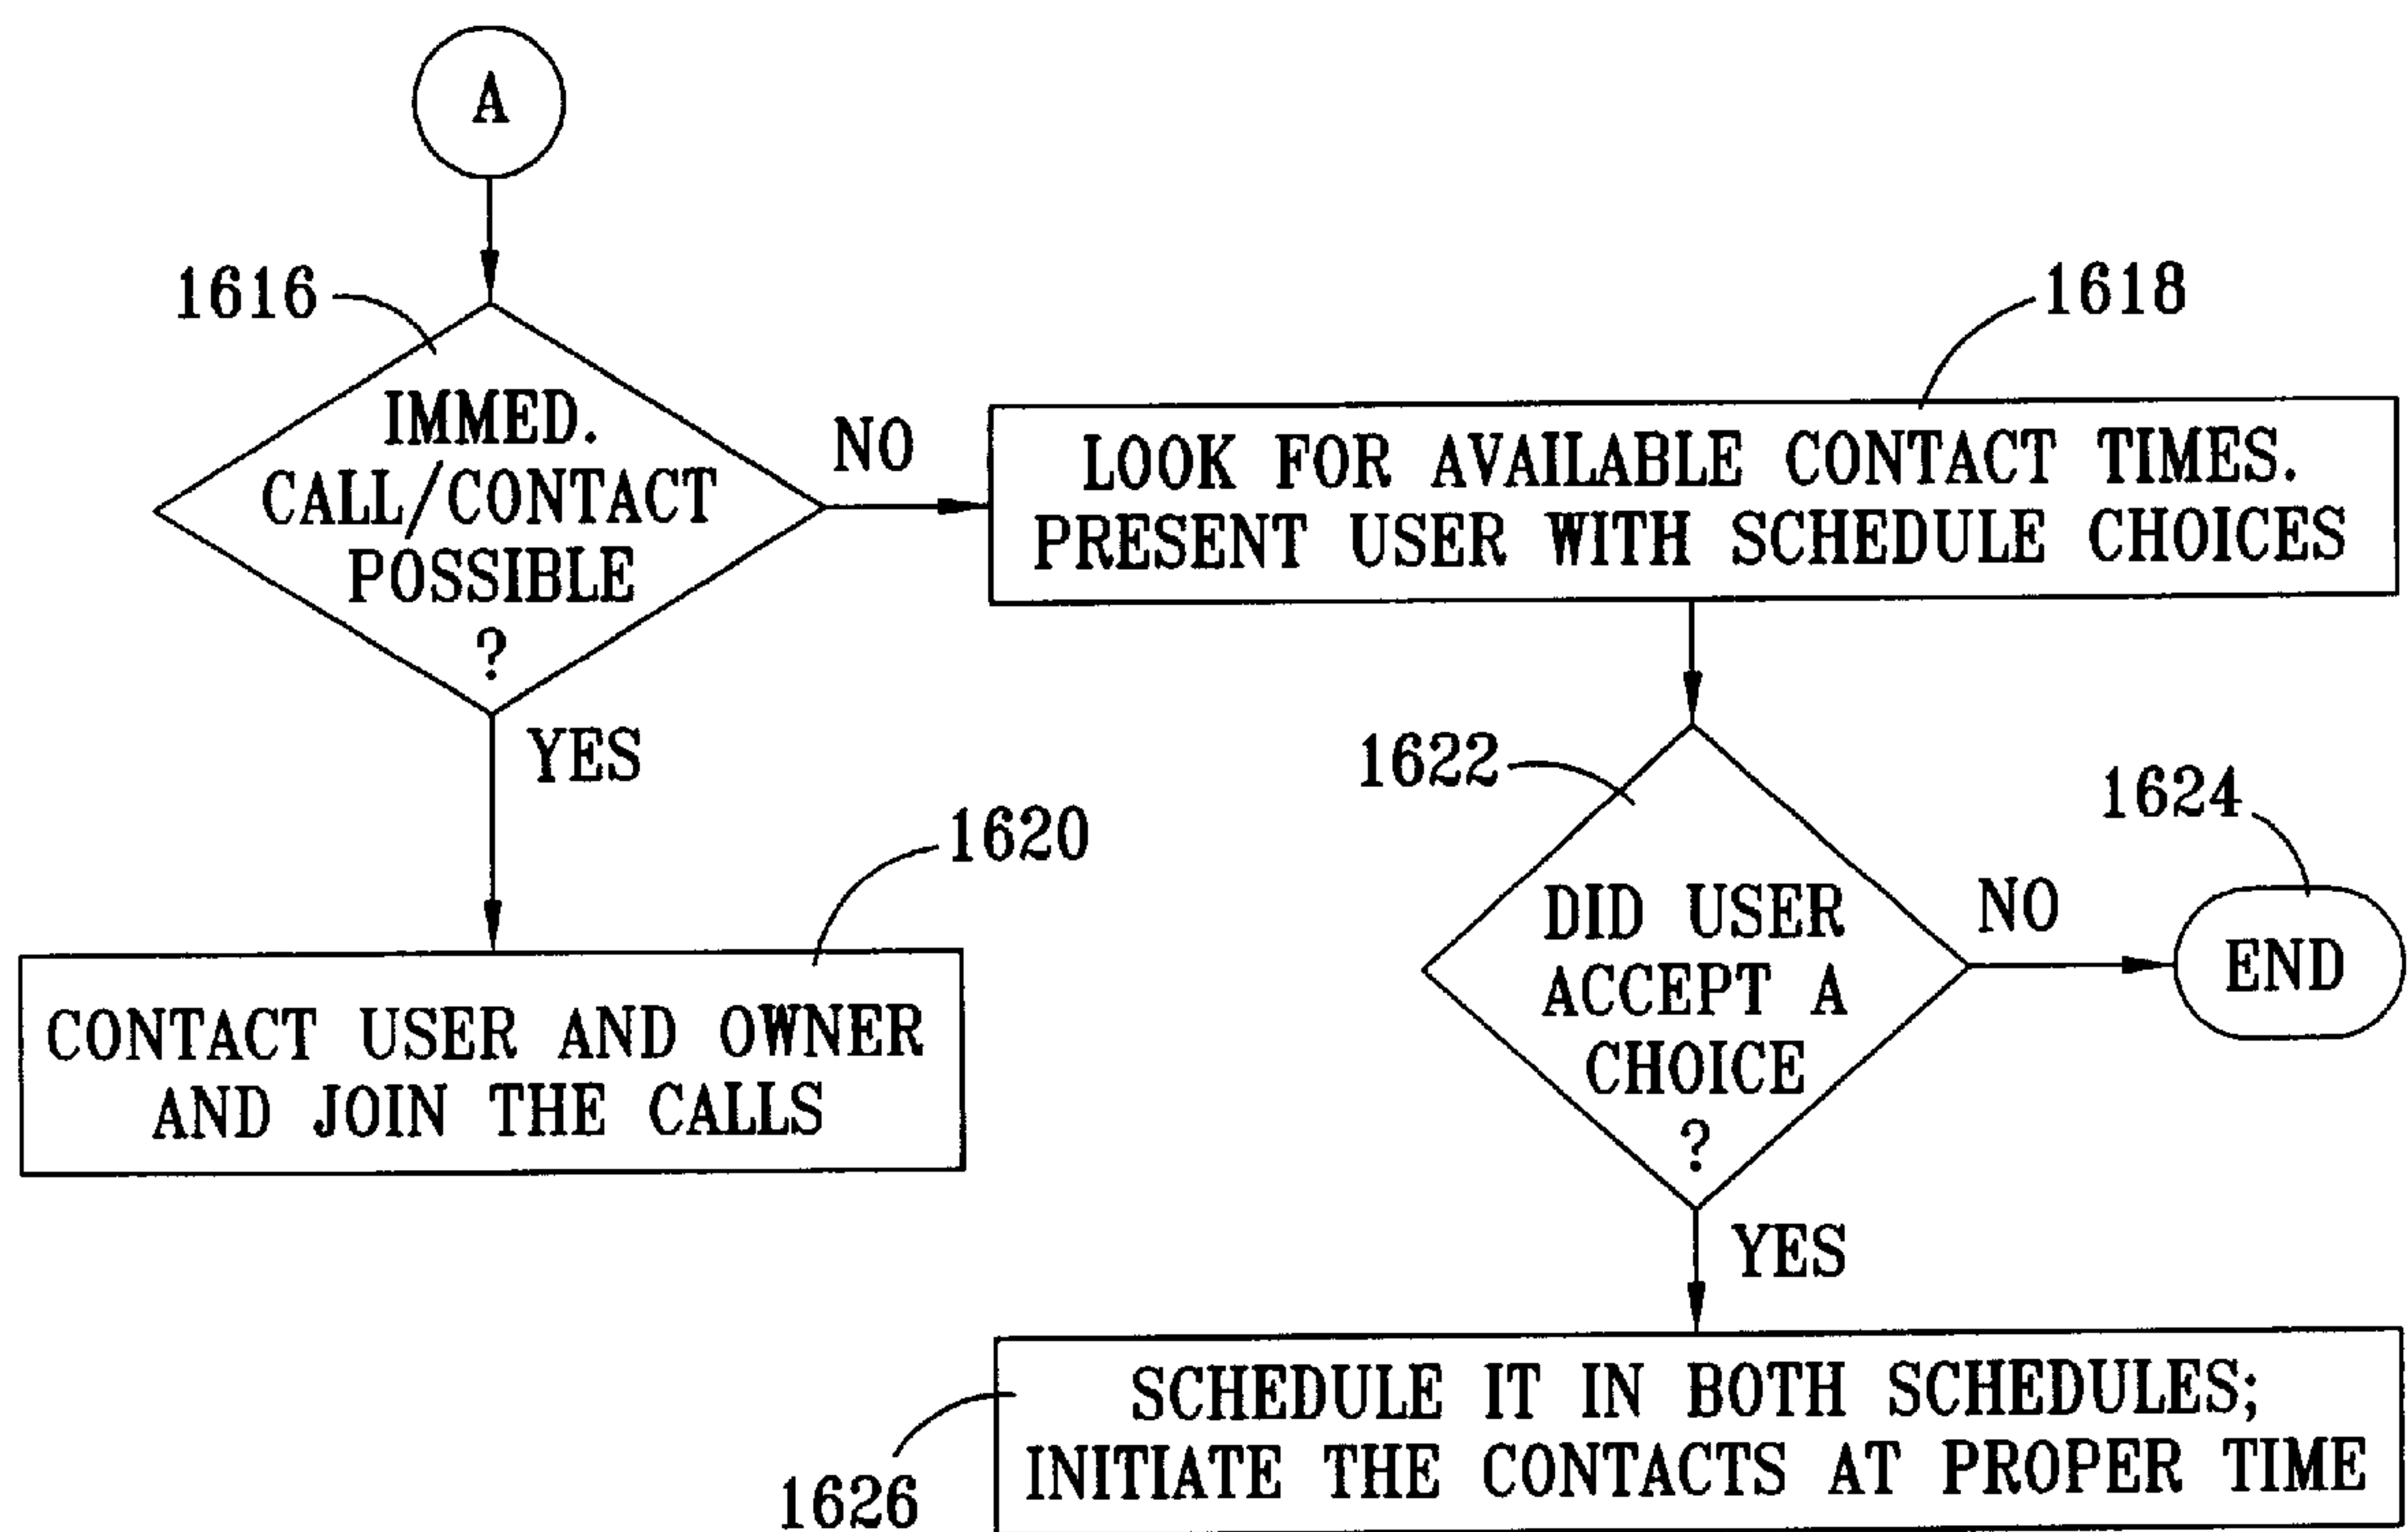 A
1616
IMMED.
CALL/CONTACT
POSSIBLE
?
NO
1618
LOOK FOR AVAILABLE CONTACT TIMES.
PRESENT USER WITH SCHEDULE CHOICES
YES
1620
CONTACT USER AND OWNER
AND JOIN THE CALLS
1622
DID USER
ACCEPT A
CHOICE
?
NO
1624
END
YES
1626
SCHEDULE IT IN BOTH SCHEDULES;
INITIATE THE CONTACTS AT PROPER TIME